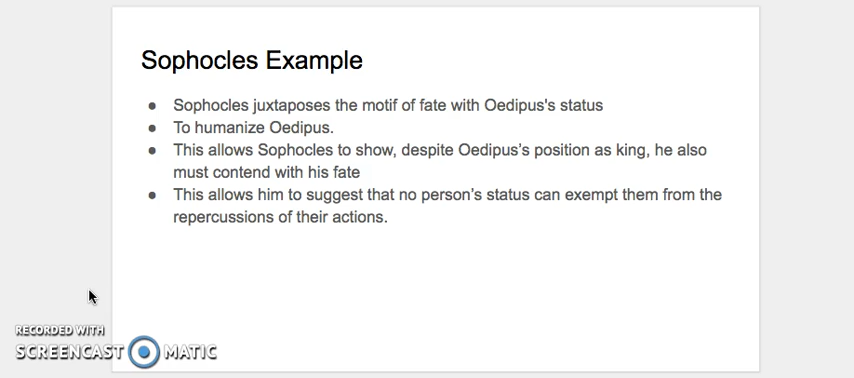 Sophocles Example
● Sophocles juxtaposes the motif of fate with Oedipus's status
● To humanize Oedipus.
● This allows Sophocles to show, despite Oedipus's position as king, he also
must contend with his fate
● This allows him to suggest that no person's status can exempt them from the
repercussions of their actions.
RECORDED WITH
SCREENCAST MATIC